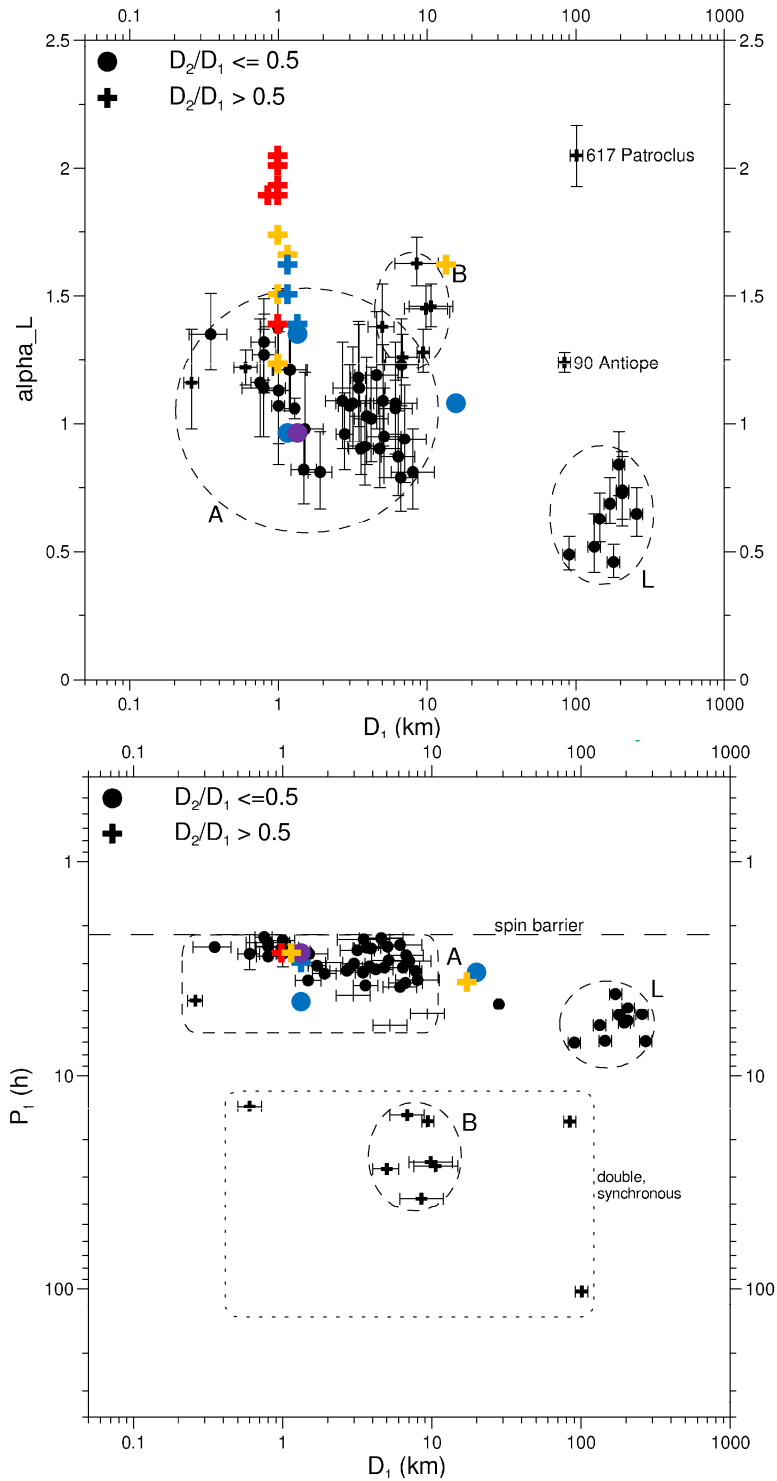 0.1 1 10 100 1000
2.5 2.5
D2/D1 <= 0.5
D2/D1 > 0.5
2 2
617 Patroclus
B
1.5 1.5
90 Antiope
alpha_L
1 1
A
L
0.5 0.5
0 0
0.1 1 10 100 1000
D1 (km)
0.1 1 10 100 1000
D2/D1 <=0.5
D2/D1 > 0.5
1 1
spin barrier
A
L
10 10
P1 (h)
B
double,
synchronous
100 100
0.1 1 10 100 1000
D1 (km)